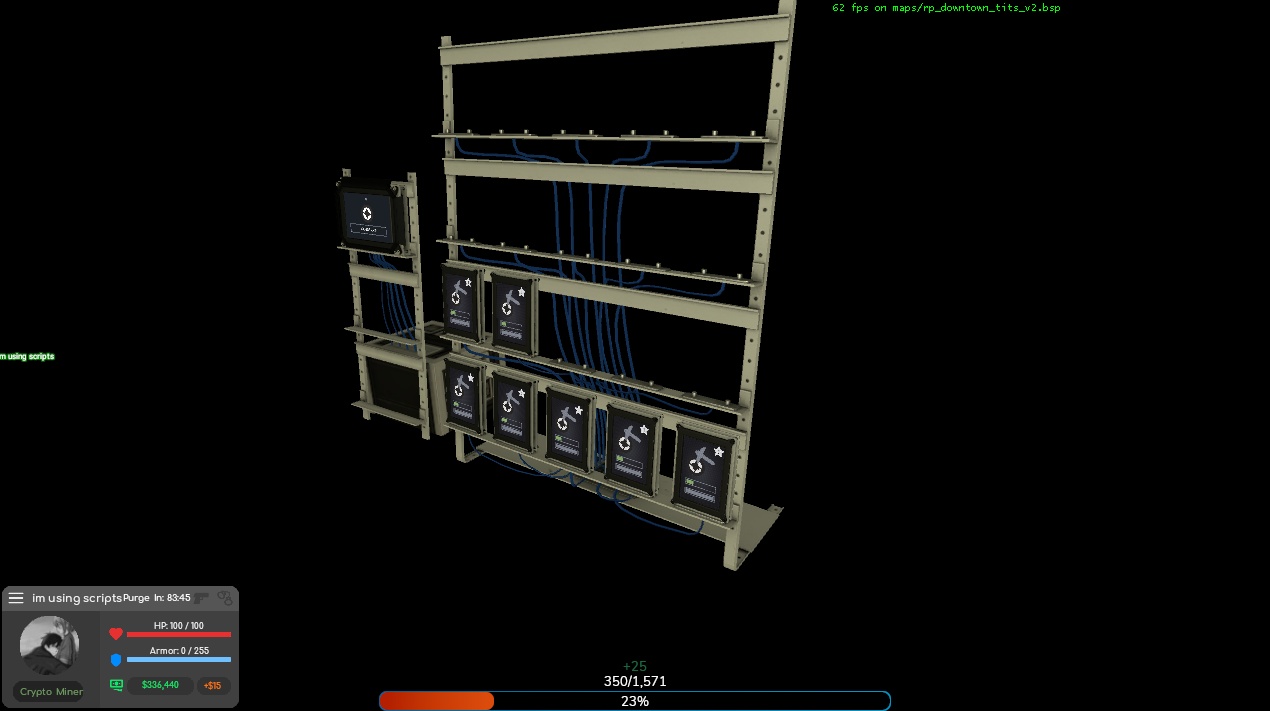 62 fps on maps/rp_downtown_tits_v2.bsp
m using scripts
im using scripts Purge In: 83:45
HP: 100 / 100
Armor: 0 / 255
Crypto Miner
$336,440
+$15
+25
350/1,571
23%